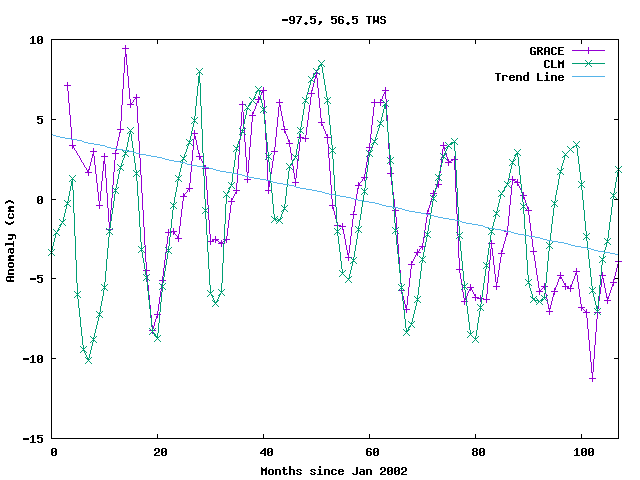 -97.5, 56.5 TWS
GRACE
CLM
Trend Line
10
5
0
-5
-10
-15
Anomaly (cm)
0 20 40 60 80 100
Months since Jan 2002